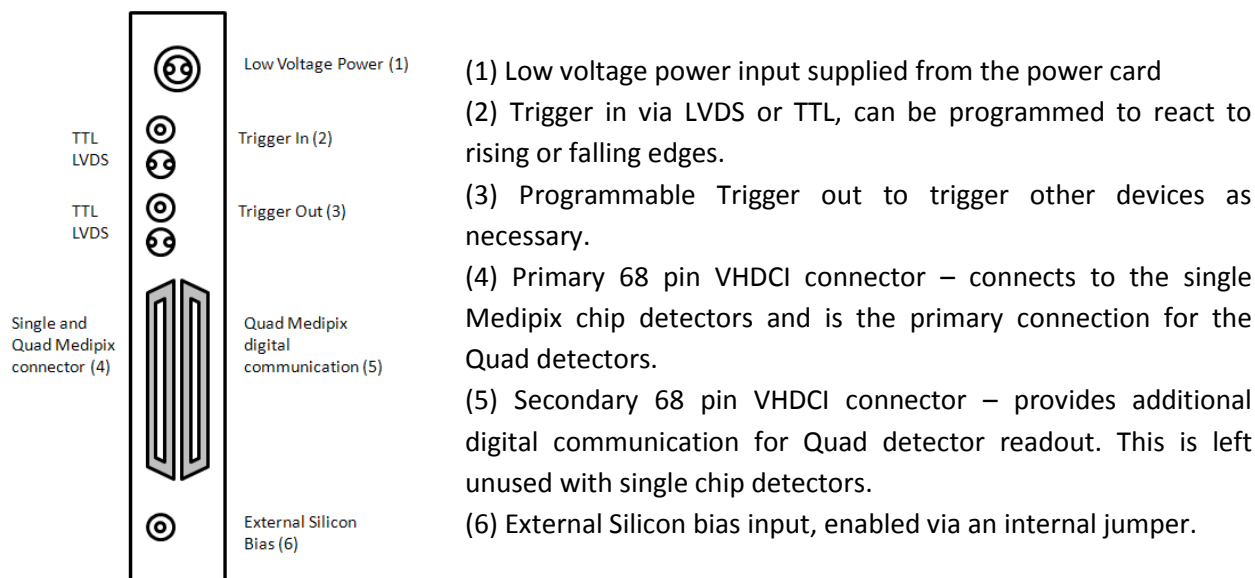 Low Voltage Power (1)
TTL
LVDS
Trigger In (2)
TTL
LVDS
Trigger Out (3)
Single and
Quad Medipix
connector (4)
Quad Medipix
digital
communication (5)
External Silicon
Bias (6)
(1) Low voltage power input supplied from the power card
(2) Trigger in via LVDS or TTL, can be programmed to react to
rising or falling edges.
(3) Programmable Trigger out to trigger other devices as
necessary.
(4) Primary 68 pin VHDCI connector – connects to the single
Medipix chip detectors and is the primary connection for the
Quad detectors.
(5) Secondary 68 pin VHDCI connector – provides additional
digital communication for Quad detector readout. This is left
unused with single chip detectors.
(6) External Silicon bias input, enabled via an internal jumper.